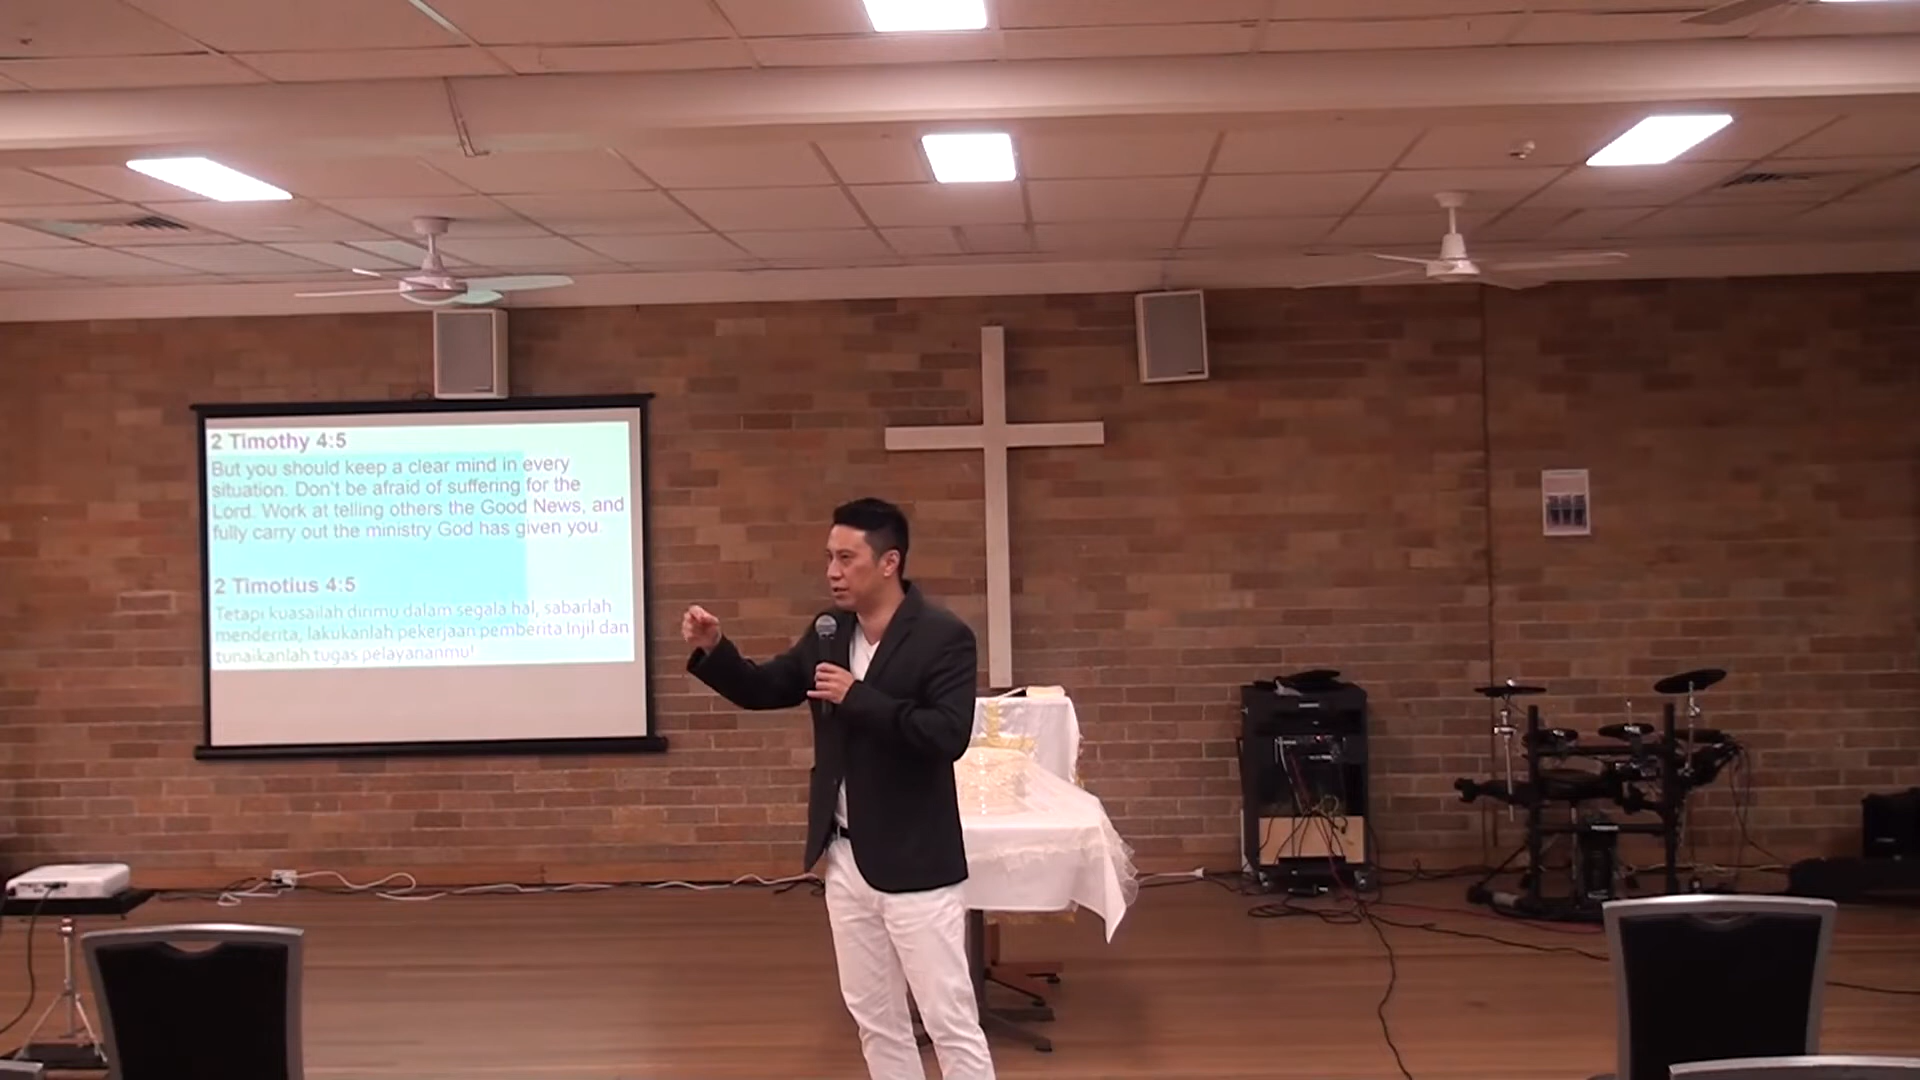 2 Timothy 4:5
But you should keep a clear mind in every
situation. Don't be afraid of suffering for the
Lord. Work at telling others the Good News, and
fully carry out the ministry God has given you.
2 Timotius 4:5
Tetapi kuasailah dirimu dalam segala hal, sabarlah
menderita, lakukanlah pekerjaan pemberita Injil dan
tunaikanlah tugas pelayananmu!